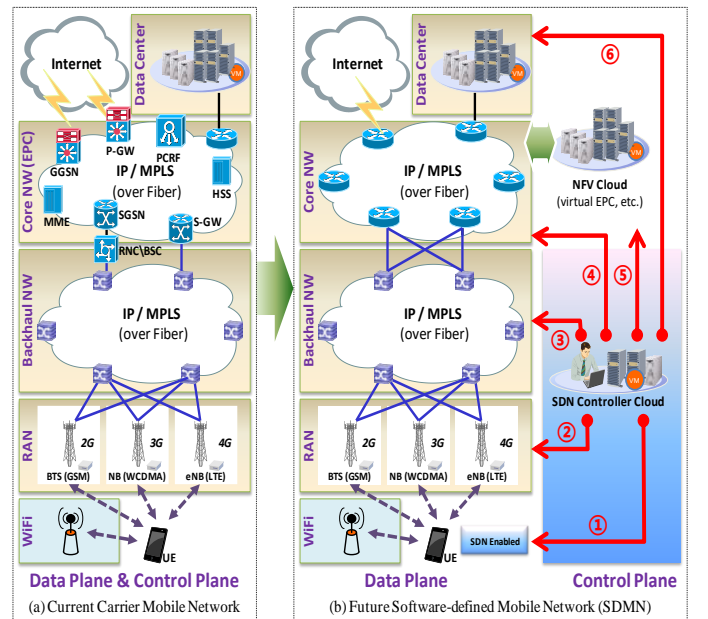 Internet
Data Center
VM
GGSN
P-GW
PCRF
Core NW (EPC)
IP / MPLS
(over Fiber)
HSS
MME
SGSN
S-GW
RNC\BSC
Backhaul NW
IP / MPLS
(over Fiber)
RAN
2G
3G
4G
BTS (GSM)
NB (WCDMA)
eNB (LTE)
WiFi
UE
Data Plane & Control Plane
(a) Current Carrier Mobile Network
Internet
Data Center
VM
⑥
Core NW
IP / MPLS
(over Fiber)
VM
NFV Cloud
(virtual EPC, etc.)
④
⑤
Backhaul NW
IP / MPLS
(over Fiber)
③
VM
SDN Controller Cloud
RAN
2G
3G
4G
BTS (GSM)
NB (WCDMA)
eNB (LTE)
②
①
WiFi
UE
SDN Enabled
Data Plane
Control Plane
(b) Future Software-defined Mobile Network (SDMN)